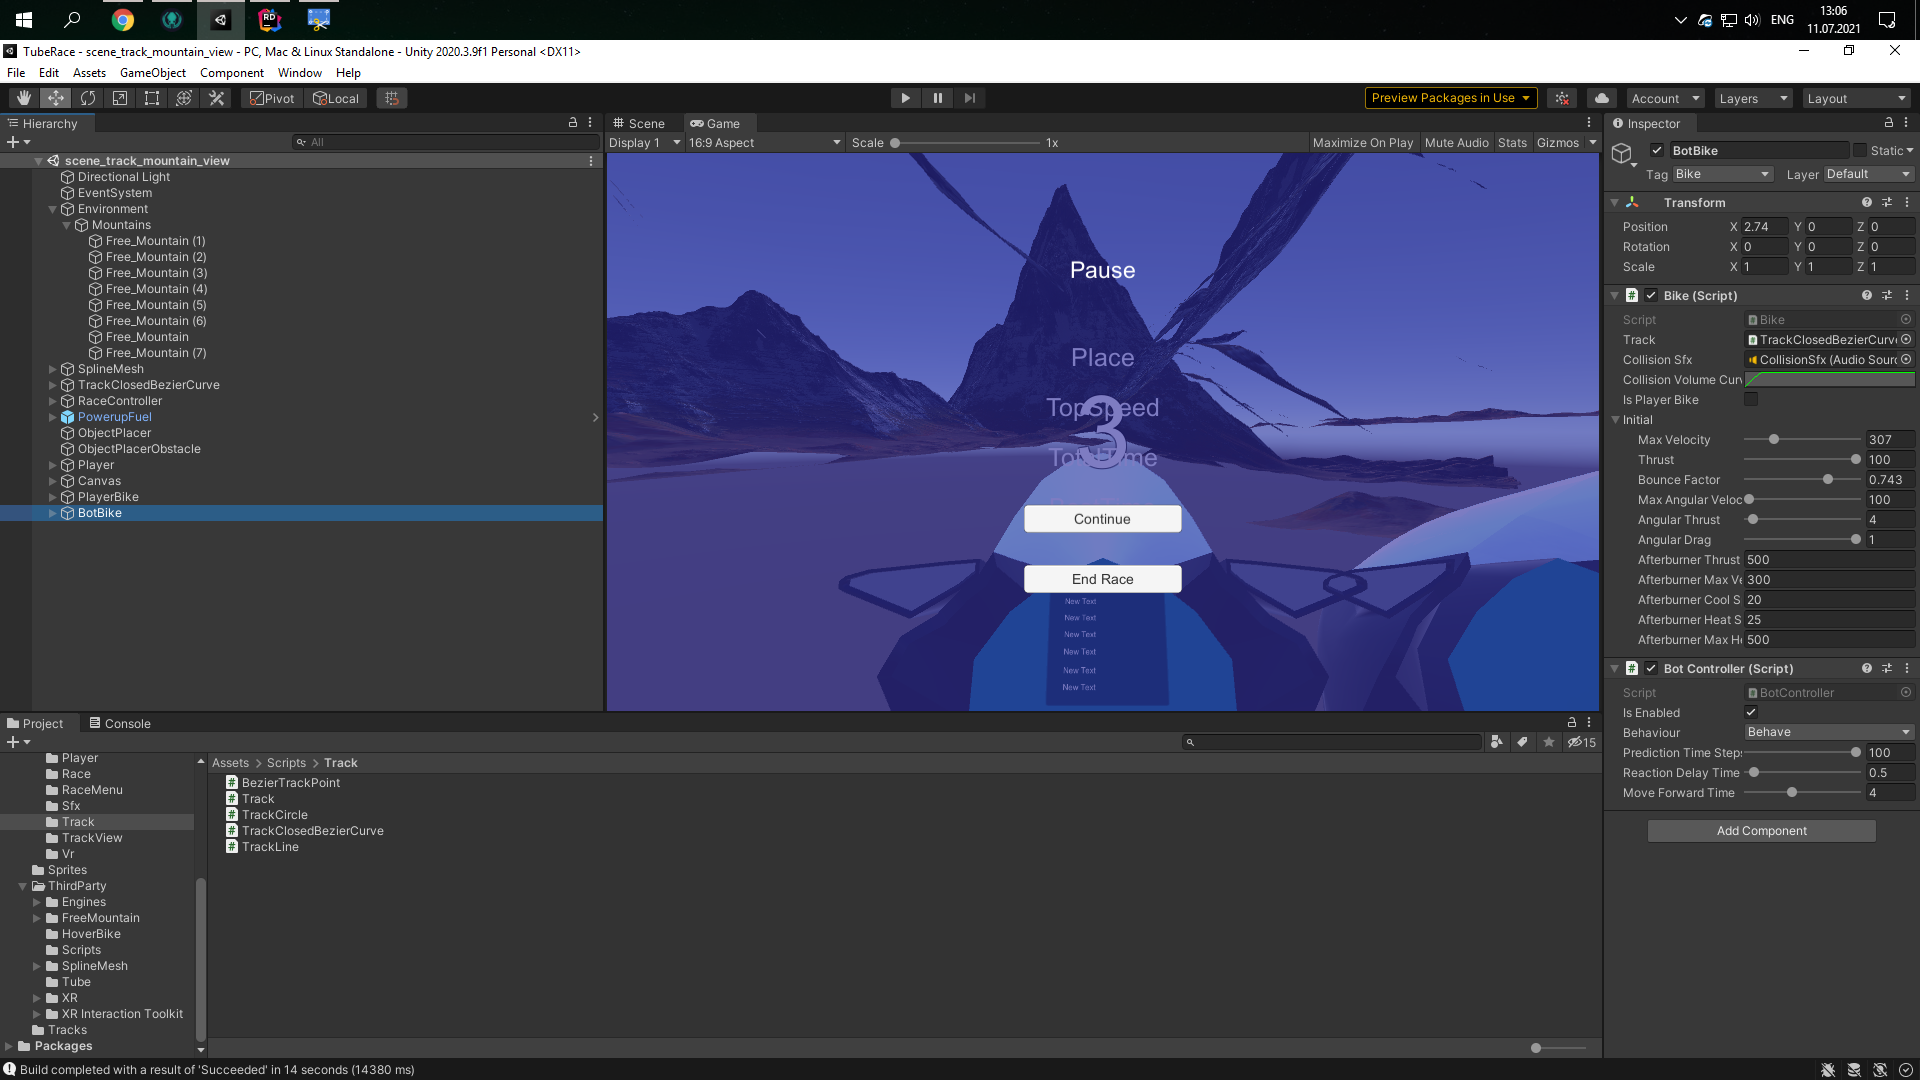 ENG
13:06
11.07.2021
TubeRace - scene_track_mountain_view - PC, Mac & Linux Standalone - Unity 2020.3.9f1 Personal <DX11>
File Edit Assets GameObject Component Window Help
Pivot Local Preview Packages in Use Account Layers Layout
Hierarchy
All
scene_track_mountain_view
Directional Light
EventSystem
Environment
Mountains
Free_Mountain (1)
Free_Mountain (2)
Free_Mountain (3)
Free_Mountain (4)
Free_Mountain (5)
Free_Mountain (6)
Free_Mountain
Free_Mountain (7)
SplineMesh
TrackClosedBezierCurve
RaceController
PowerupFuel
ObjectPlacer
ObjectPlacerObstacle
Player
Canvas
PlayerBike
BotBike
Scene Game
Display 1 16:9 Aspect Scale 1x Maximize On Play Mute Audio Stats Gizmos
Pause
Place
TopSpeed
3
TotalTime
Continue
End Race
New Text
New Text
New Text
New Text
New Text
New Text
Inspector
BotBike Static
Tag Bike Layer Default
Transform
Position X 2.74 Y 0 Z 0
Rotation X 0 Y 0 Z 0
Scale X 1 Y 1 Z 1
Bike (Script)
Script Bike
Track TrackClosedBezierCurve
Collision Sfx CollisionSfx (Audio Sourc
Collision Volume Curv
Is Player Bike
Initial
Max Velocity 307
Thrust 100
Bounce Factor 0.743
Max Angular Veloc 100
Angular Thrust 4
Angular Drag 1
Afterburner Thrust 500
Afterburner Max Ve 300
Afterburner Cool S 20
Afterburner Heat S 25
Afterburner Max He 500
Bot Controller (Script)
Script BotController
Is Enabled
Behaviour Behave
Prediction Time Step 100
Reaction Delay Time 0.5
Move Forward Time 4
Add Component
Project Console
15
Player
Race
RaceMenu
Sfx
Track
TrackView
Vr
Sprites
ThirdParty
Engines
FreeMountain
HoverBike
Scripts
SplineMesh
Tube
XR
XR Interaction Toolkit
Tracks
Packages
Assets > Scripts > Track
BezierTrackPoint
Track
TrackCircle
TrackClosedBezierCurve
TrackLine
Build completed with a result of 'Succeeded' in 14 seconds (14380 ms)